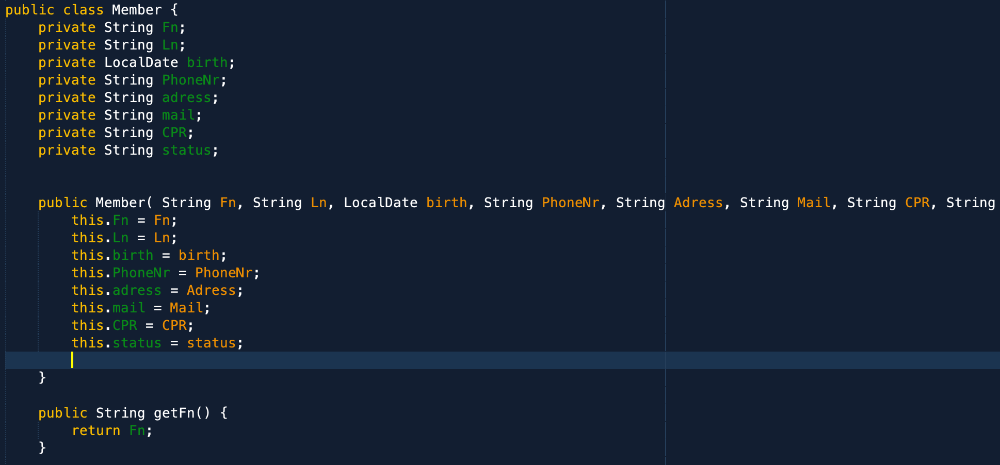 public class Member {
private String Fn;
private String Ln;
private LocalDate birth;
private String PhoneNr;
private String adress;
private String mail;
private String CPR;
private String status;
public Member( String Fn, String Ln, LocalDate birth, String PhoneNr, String Adress, String Mail, String CPR, String
this.Fn = Fn;
this.Ln = Ln;
this.birth = birth;
this.PhoneNr = PhoneNr;
this.adress = Adress;
this.mail = Mail;
this.CPR = CPR;
this.status = status;
}
public String getFn() {
return Fn;
}